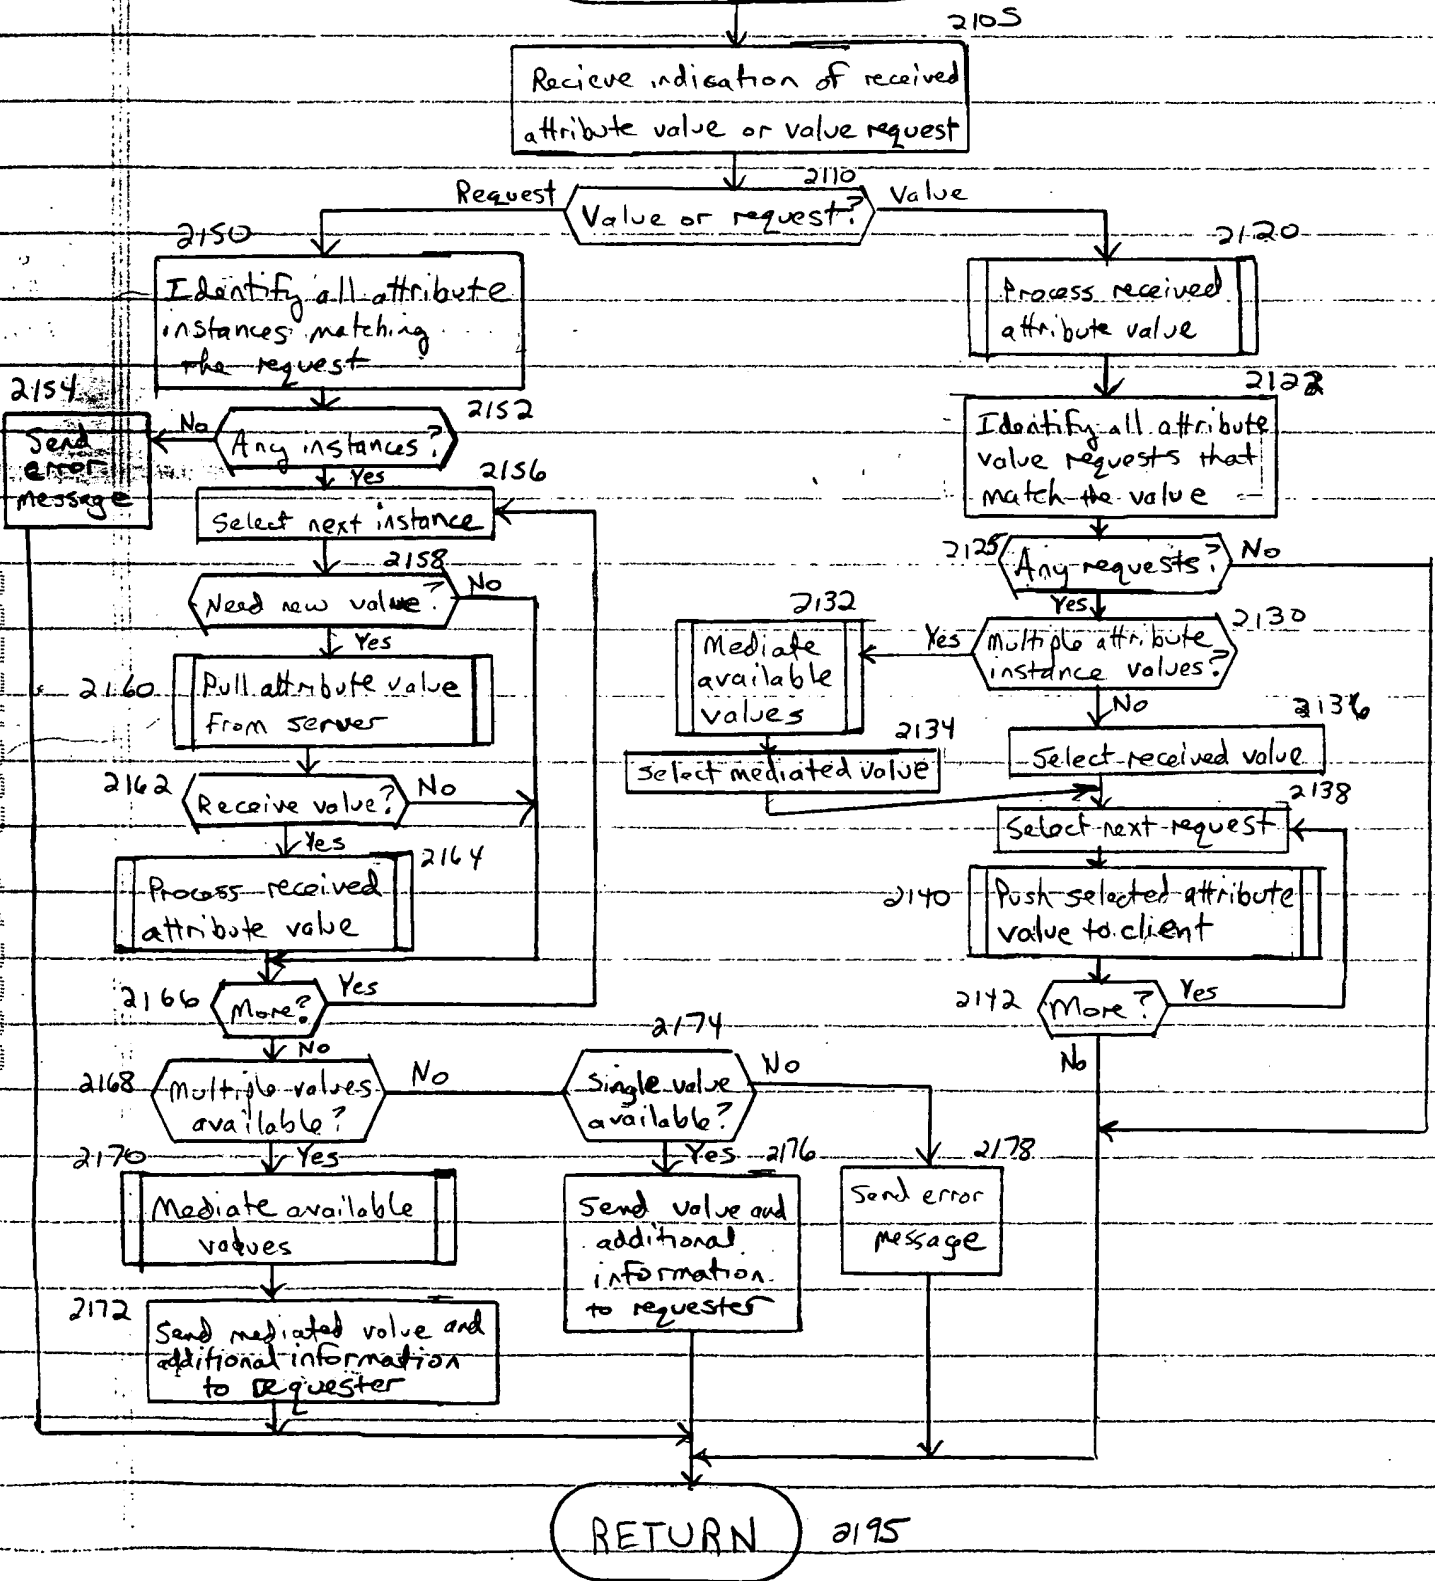 2105
Recieve indication of received
attribute value or value request
2110
Value or request?
Request
Value
2150
Identify all attribute
instances matching
the request
2152
Any instances?
No
2154
Send
error
message
Yes
2156
Select next instance
2158
Need new value?
No
Yes
2160
Pull attribute value
from server
2162
Receive value?
No
Yes
2164
Process received
attribute value
2166
More?
Yes
No
2168
Multiple values
available?
No
Yes
2170
Mediate available
values
2172
Send mediated value and
additional information
to requester
2174
Single value
available?
No
Yes
2176
Send value and
additional
information
to requester
2178
Send error
message
2120
Process received
attribute value
2122
Identify all attribute
value requests that
match the value
2125
Any requests?
No
Yes
2130
Multiple attribute
instance values?
Yes
No
2132
Mediate
available
values
2134
Select mediated value
2136
Select received value
2138
Select next request
2140
Push selected attribute
value to client
2142
More?
Yes
No
RETURN
2195